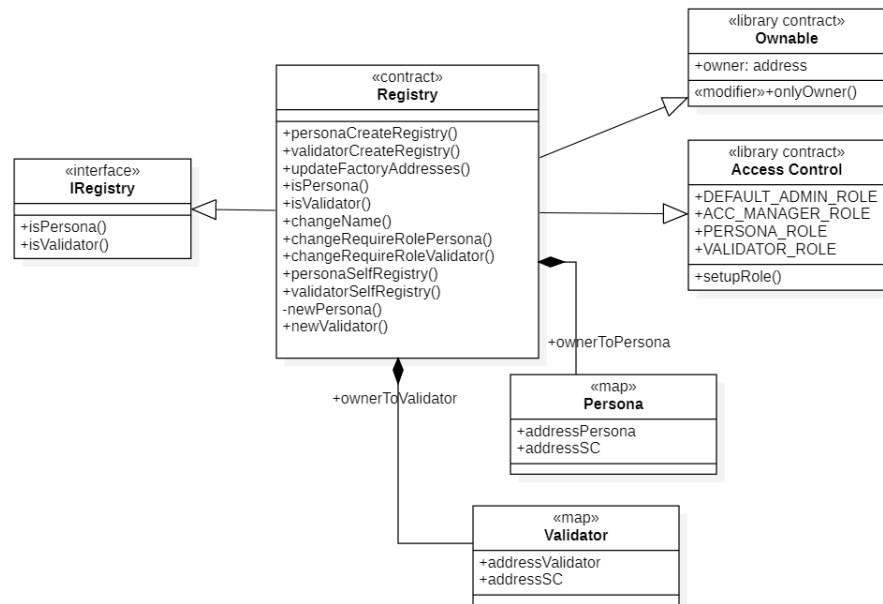 «library contract»
Ownable
+owner: address
«modifier»+onlyOwner()
«contract»
Registry
+personaCreateRegistry()
+validatorCreateRegistry()
+updateFactoryAddresses()
+isPersona()
+isValidator()
+changeName()
+changeRequireRolePersona()
+changeRequireRoleValidator()
+personaSelfRegistry()
+validatorSelfRegistry()
-newPersona()
+newValidator()
«interface»
IRegistry
+isPersona()
+isValidator()
«library contract»
Access Control
+DEFAULT_ADMIN_ROLE
+ACC_MANAGER_ROLE
+PERSONA_ROLE
+VALIDATOR_ROLE
+setupRole()
+ownerToPersona
+ownerToValidator
«map»
Persona
+addressPersona
+addressSC
«map»
Validator
+addressValidator
+addressSC